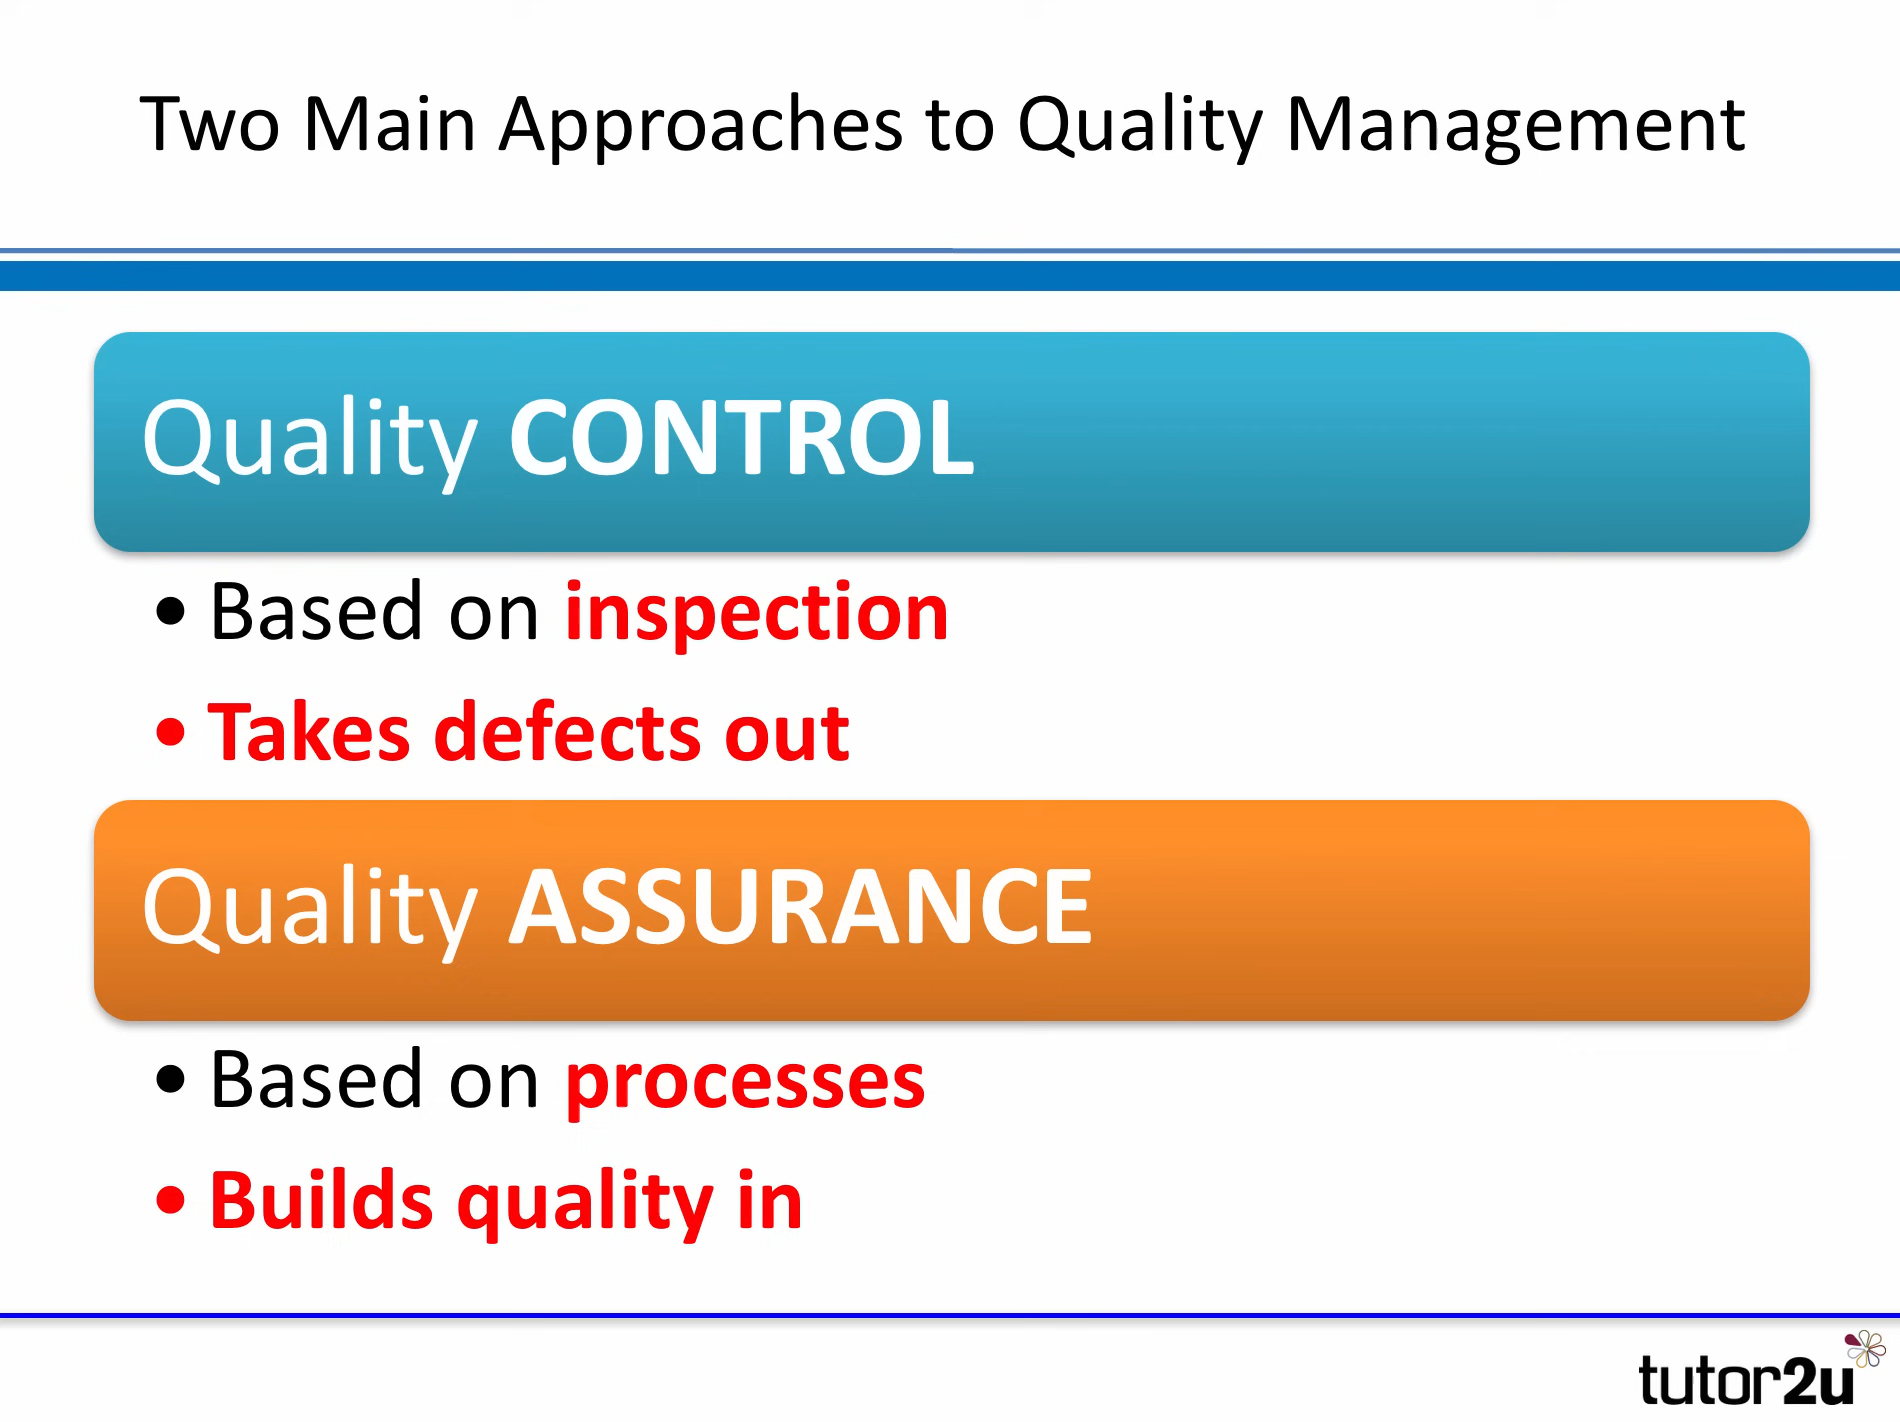 Two Main Approaches to Quality Management
Quality CONTROL
• Based on inspection
• Takes defects out
Quality ASSURANCE
• Based on processes
• Builds quality in
tutor2u